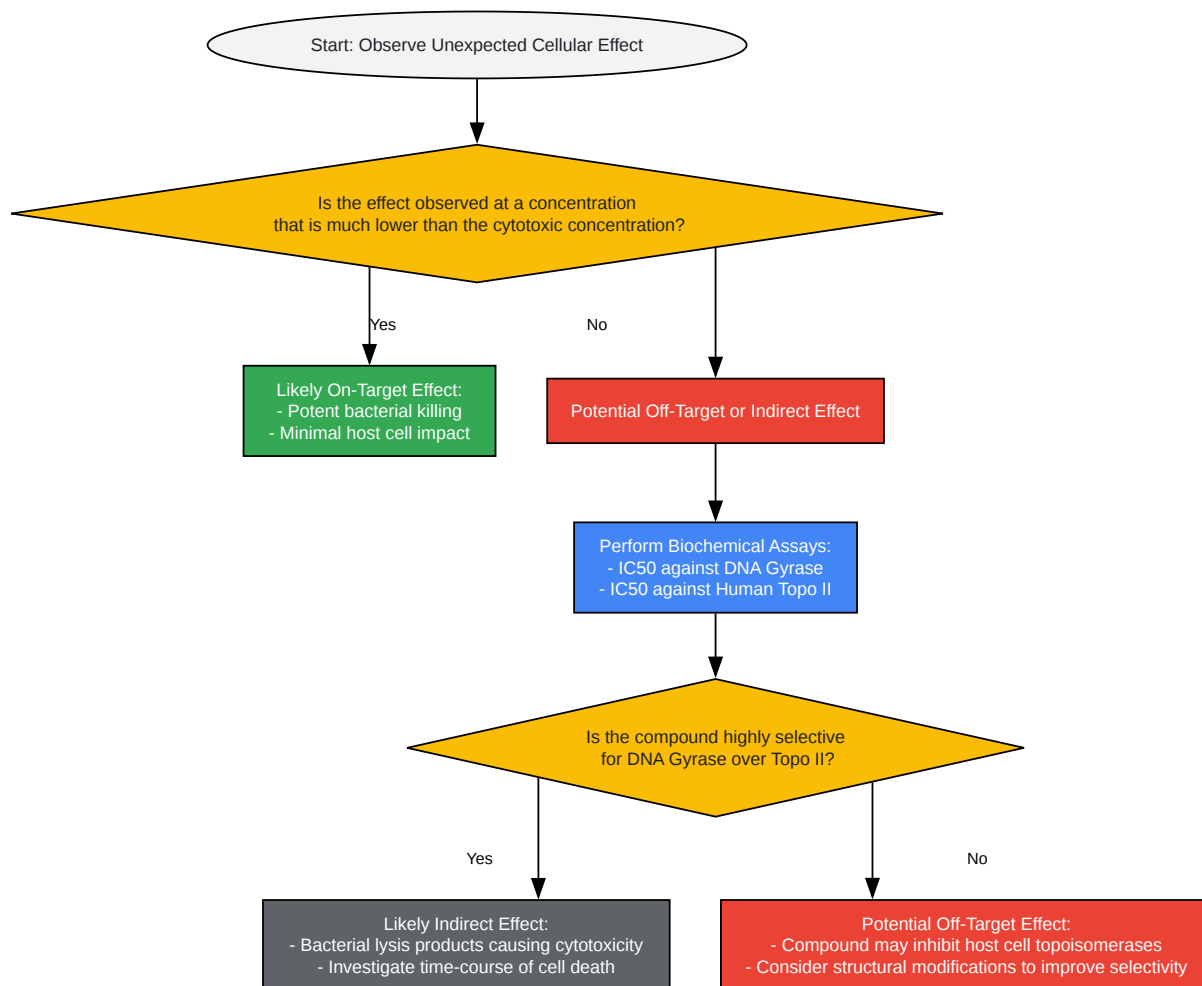 Start: Observe Unexpected Cellular Effect
Is the effect observed at a concentration
that is much lower than the cytotoxic concentration?
Yes
No
Likely On-Target Effect:
- Potent bacterial killing
- Minimal host cell impact
Potential Off-Target or Indirect Effect
Perform Biochemical Assays:
- IC50 against DNA Gyrase
- IC50 against Human Topo II
Is the compound highly selective
for DNA Gyrase over Topo II?
Yes
No
Likely Indirect Effect:
- Bacterial lysis products causing cytotoxicity
- Investigate time-course of cell death
Potential Off-Target Effect:
- Compound may inhibit host cell topoisomerases
- Consider structural modifications to improve selectivity